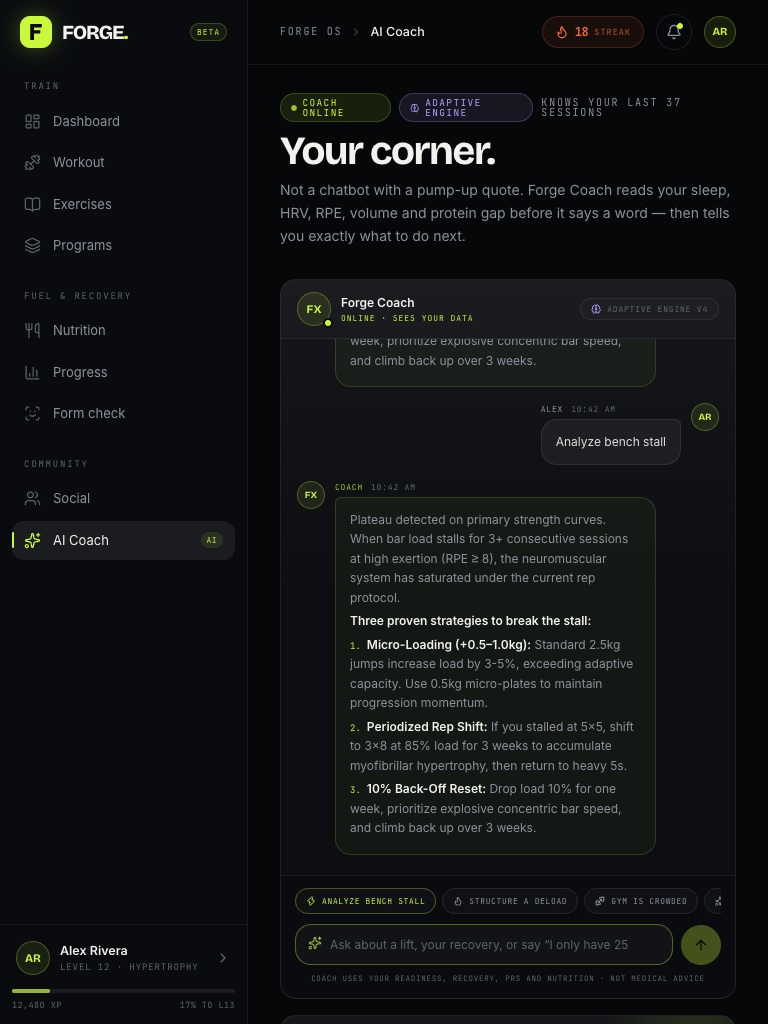 F FORGE. BETA
TRAIN
Dashboard
Workout
Exercises
Programs
FUEL & RECOVERY
Nutrition
Progress
Form check
COMMUNITY
Social
AI Coach AI
AR Alex Rivera
LEVEL 12 · HYPERTROPHY
12,480 XP 17% TO L13
FORGE OS > AI Coach 18 STREAK AR
COACH ONLINE
ADAPTIVE ENGINE
KNOWS YOUR LAST 37 SESSIONS
Your corner.
Not a chatbot with a pump-up quote. Forge Coach reads your sleep,
HRV, RPE, volume and protein gap before it says a word — then tells
you exactly what to do next.
FX Forge Coach
ONLINE · SEES YOUR DATA
ADAPTIVE ENGINE V4
week, prioritize explosive concentric bar speed,
and climb back up over 3 weeks.
ALEX 10:42 AM
AR
Analyze bench stall
FX
COACH 10:42 AM
Plateau detected on primary strength curves.
When bar load stalls for 3+ consecutive sessions
at high exertion (RPE ≥ 8), the neuromuscular
system has saturated under the current rep
protocol.
Three proven strategies to break the stall:
1. Micro-Loading (+0.5–1.0kg): Standard 2.5kg
jumps increase load by 3-5%, exceeding adaptive
capacity. Use 0.5kg micro-plates to maintain
progression momentum.
2. Periodized Rep Shift: If you stalled at 5×5, shift
to 3×8 at 85% load for 3 weeks to accumulate
myofibrillar hypertrophy, then return to heavy 5s.
3. 10% Back-Off Reset: Drop load 10% for one
week, prioritize explosive concentric bar speed,
and climb back up over 3 weeks.
ANALYZE BENCH STALL STRUCTURE A DELOAD GYM IS CROWDED
Ask about a lift, your recovery, or say “I only have 25
COACH USES YOUR READINESS, RECOVERY, PRS AND NUTRITION · NOT MEDICAL ADVICE